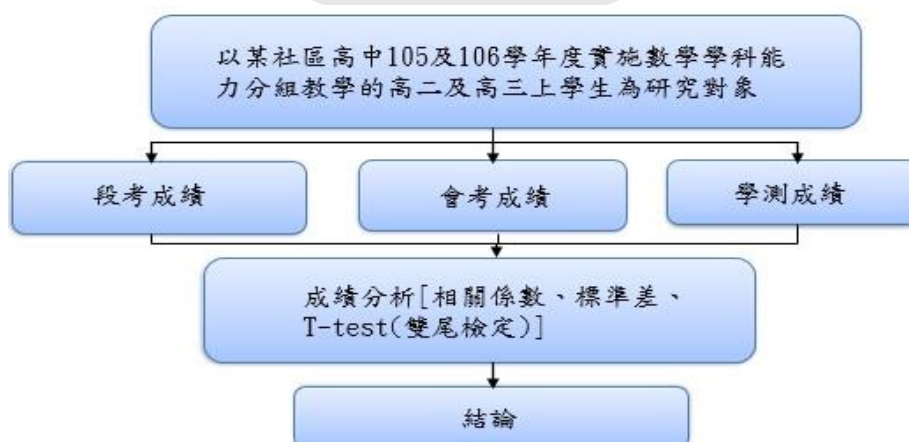 以某社區高中105及106學年度實施數學學科能
力分組教學的高二及高三上學生為研究對象
段考成績
會考成績
學測成績
成績分析[相關係數、標準差、
T-test(雙尾檢定)]
結論